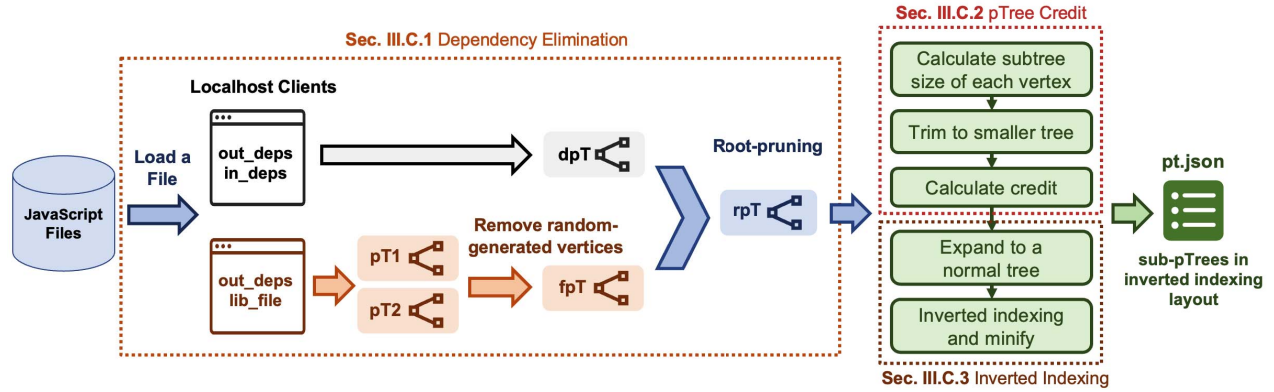 Sec. III.C.1 Dependency Elimination
Localhost Clients
Load a
File
JavaScript
Files
out_deps
in_deps
dpT
out_deps
lib_file
pT1
pT2
Remove random-
generated vertices
fpT
Root-pruning
rpT
Sec. III.C.2 pTree Credit
Calculate subtree
size of each vertex
Trim to smaller tree
Calculate credit
Expand to a
normal tree
Inverted indexing
and minify
Sec. III.C.3 Inverted Indexing
pt.json
sub-pTrees in
inverted indexing
layout